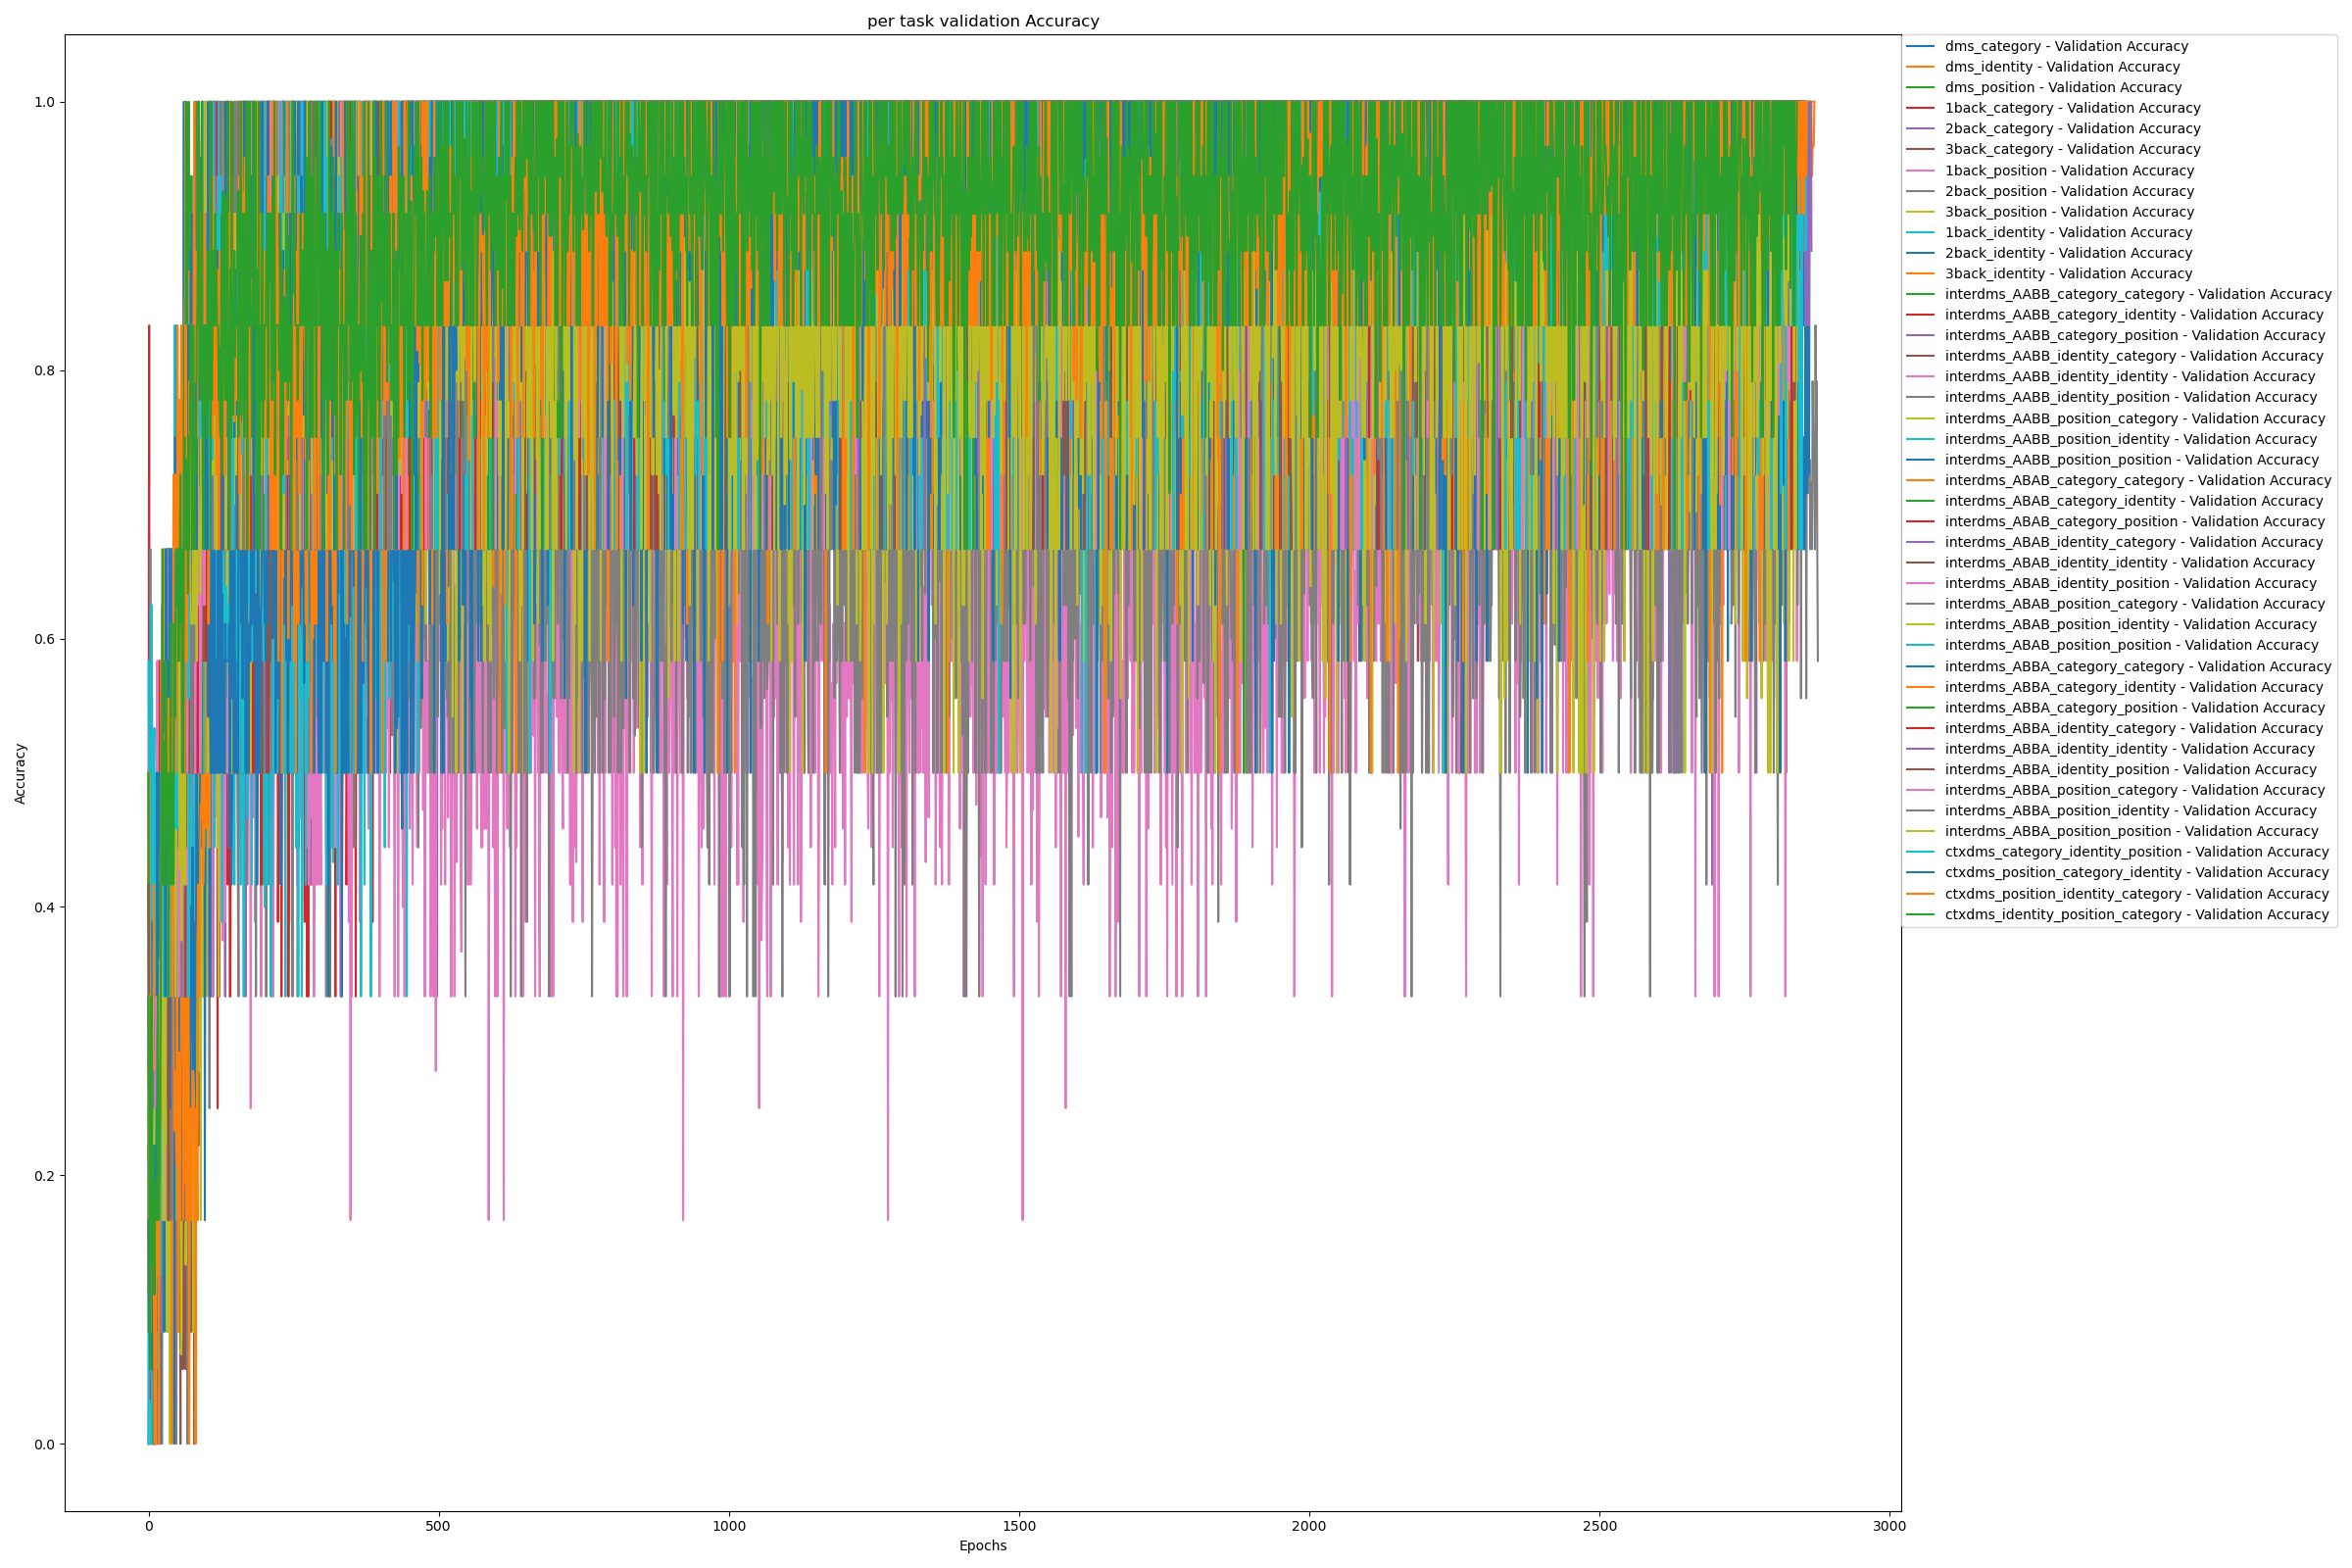 per task validation Accuracy
Accuracy
1.0
0.8
0.6
0.4
0.2
0.0
0
500
1000
1500
2000
2500
3000
Epochs
dms_category - Validation Accuracy
dms_identity - Validation Accuracy
dms_position - Validation Accuracy
1back_category - Validation Accuracy
2back_category - Validation Accuracy
3back_category - Validation Accuracy
1back_position - Validation Accuracy
2back_position - Validation Accuracy
3back_position - Validation Accuracy
1back_identity - Validation Accuracy
2back_identity - Validation Accuracy
3back_identity - Validation Accuracy
interdms_AABB_category_category - Validation Accuracy
interdms_AABB_category_identity - Validation Accuracy
interdms_AABB_category_position - Validation Accuracy
interdms_AABB_identity_category - Validation Accuracy
interdms_AABB_identity_identity - Validation Accuracy
interdms_AABB_identity_position - Validation Accuracy
interdms_AABB_position_category - Validation Accuracy
interdms_AABB_position_identity - Validation Accuracy
interdms_AABB_position_position - Validation Accuracy
interdms_ABAB_category_category - Validation Accuracy
interdms_ABAB_category_identity - Validation Accuracy
interdms_ABAB_category_position - Validation Accuracy
interdms_ABAB_identity_category - Validation Accuracy
interdms_ABAB_identity_identity - Validation Accuracy
interdms_ABAB_identity_position - Validation Accuracy
interdms_ABAB_position_category - Validation Accuracy
interdms_ABAB_position_identity - Validation Accuracy
interdms_ABAB_position_position - Validation Accuracy
interdms_ABBA_category_category - Validation Accuracy
interdms_ABBA_category_identity - Validation Accuracy
interdms_ABBA_category_position - Validation Accuracy
interdms_ABBA_identity_category - Validation Accuracy
interdms_ABBA_identity_identity - Validation Accuracy
interdms_ABBA_identity_position - Validation Accuracy
interdms_ABBA_position_category - Validation Accuracy
interdms_ABBA_position_identity - Validation Accuracy
interdms_ABBA_position_position - Validation Accuracy
ctxdms_category_identity_position - Validation Accuracy
ctxdms_position_category_identity - Validation Accuracy
ctxdms_position_identity_category - Validation Accuracy
ctxdms_identity_position_category - Validation Accuracy